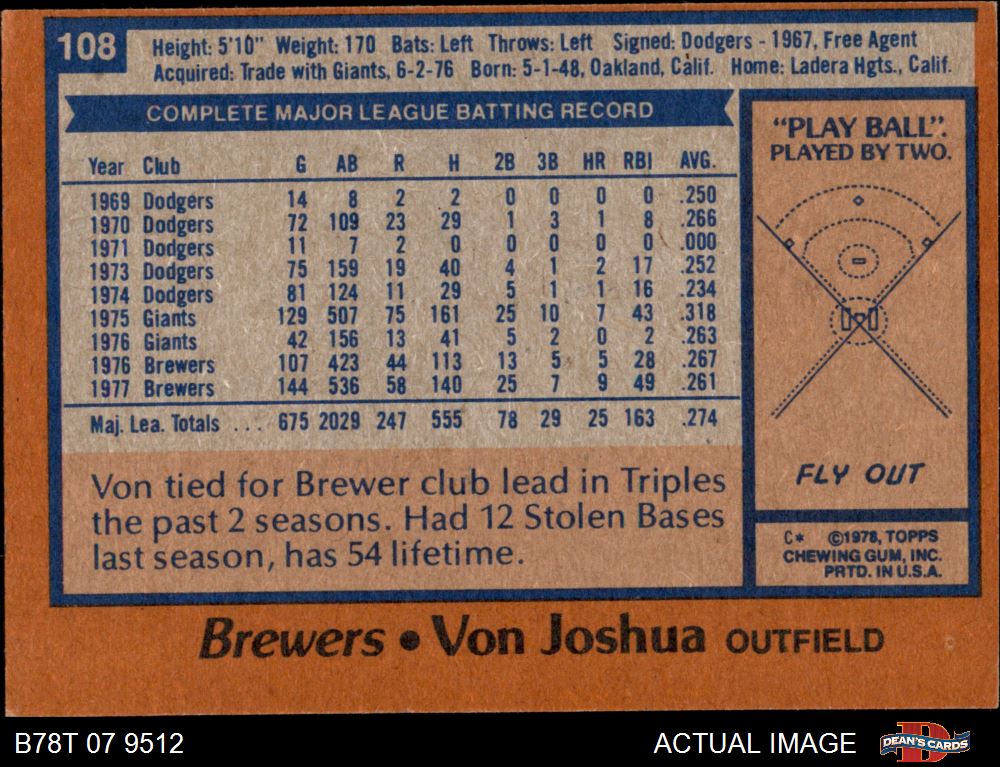 108
Height: 5'10" Weight: 170 Bats: Left Throws: Left Signed: Dodgers - 1967, Free Agent
Acquired: Trade with Giants, 6-2-76 Born: 5-1-48, Oakland, Calif. Home: Ladera Hgts., Calif.
COMPLETE MAJOR LEAGUE BATTING RECORD
Year Club G AB R H 2B 3B HR RBI AVG.
1969 Dodgers 14 8 2 2 0 0 0 0 .250
1970 Dodgers 72 109 23 29 1 3 1 8 .266
1971 Dodgers 11 7 2 0 0 0 0 0 .000
1973 Dodgers 75 159 19 40 4 1 2 17 .252
1974 Dodgers 81 124 11 29 5 1 1 16 .234
1975 Giants 129 507 75 161 25 10 7 43 .318
1976 Giants 42 156 13 41 5 2 0 2 .263
1976 Brewers 107 423 44 113 13 5 5 28 .267
1977 Brewers 144 536 58 140 25 7 9 49 .261
Maj. Lea. Totals ... 675 2029 247 555 78 29 25 163 .274
Von tied for Brewer club lead in Triples
the past 2 seasons. Had 12 Stolen Bases
last season, has 54 lifetime.
"PLAY BALL".
PLAYED BY TWO.
FLY OUT
C* ©1978, TOPPS
CHEWING GUM, INC.
PRTD. IN U.S.A.
Brewers • Von Joshua OUTFIELD
B78T 07 9512
ACTUAL IMAGE
DEAN'S CARDS